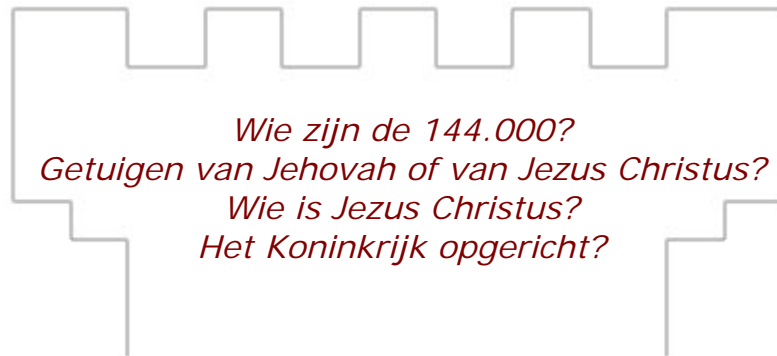 Wie zijn de 144.000?
Getuigen van Jehovah of van Jezus Christus?
Wie is Jezus Christus?
Het Koninkrijk opgericht?